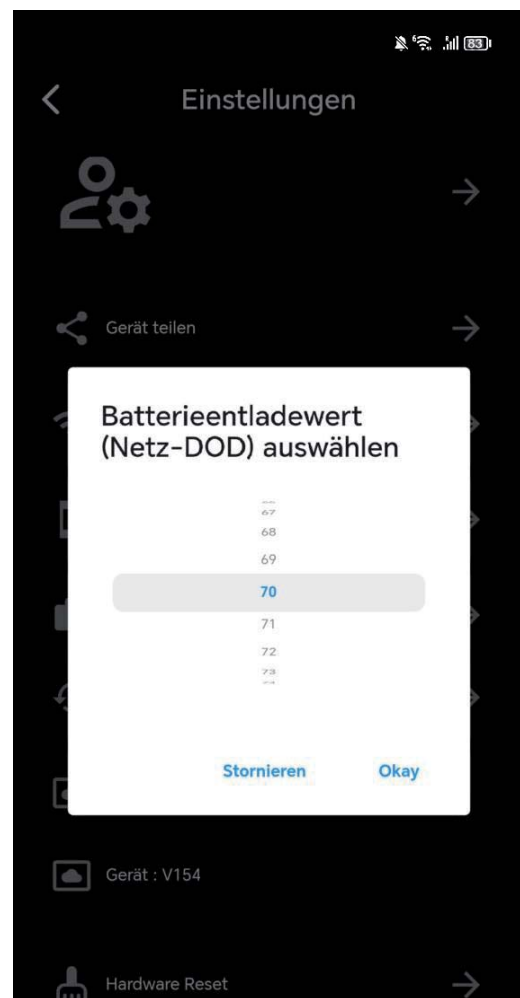 83
Einstellungen
Gerät teilen
Batterieentladewert
(Netz-DOD) auswählen
67
68
69
70
71
72
73
Stornieren Okay
Gerät : V154
Hardware Reset